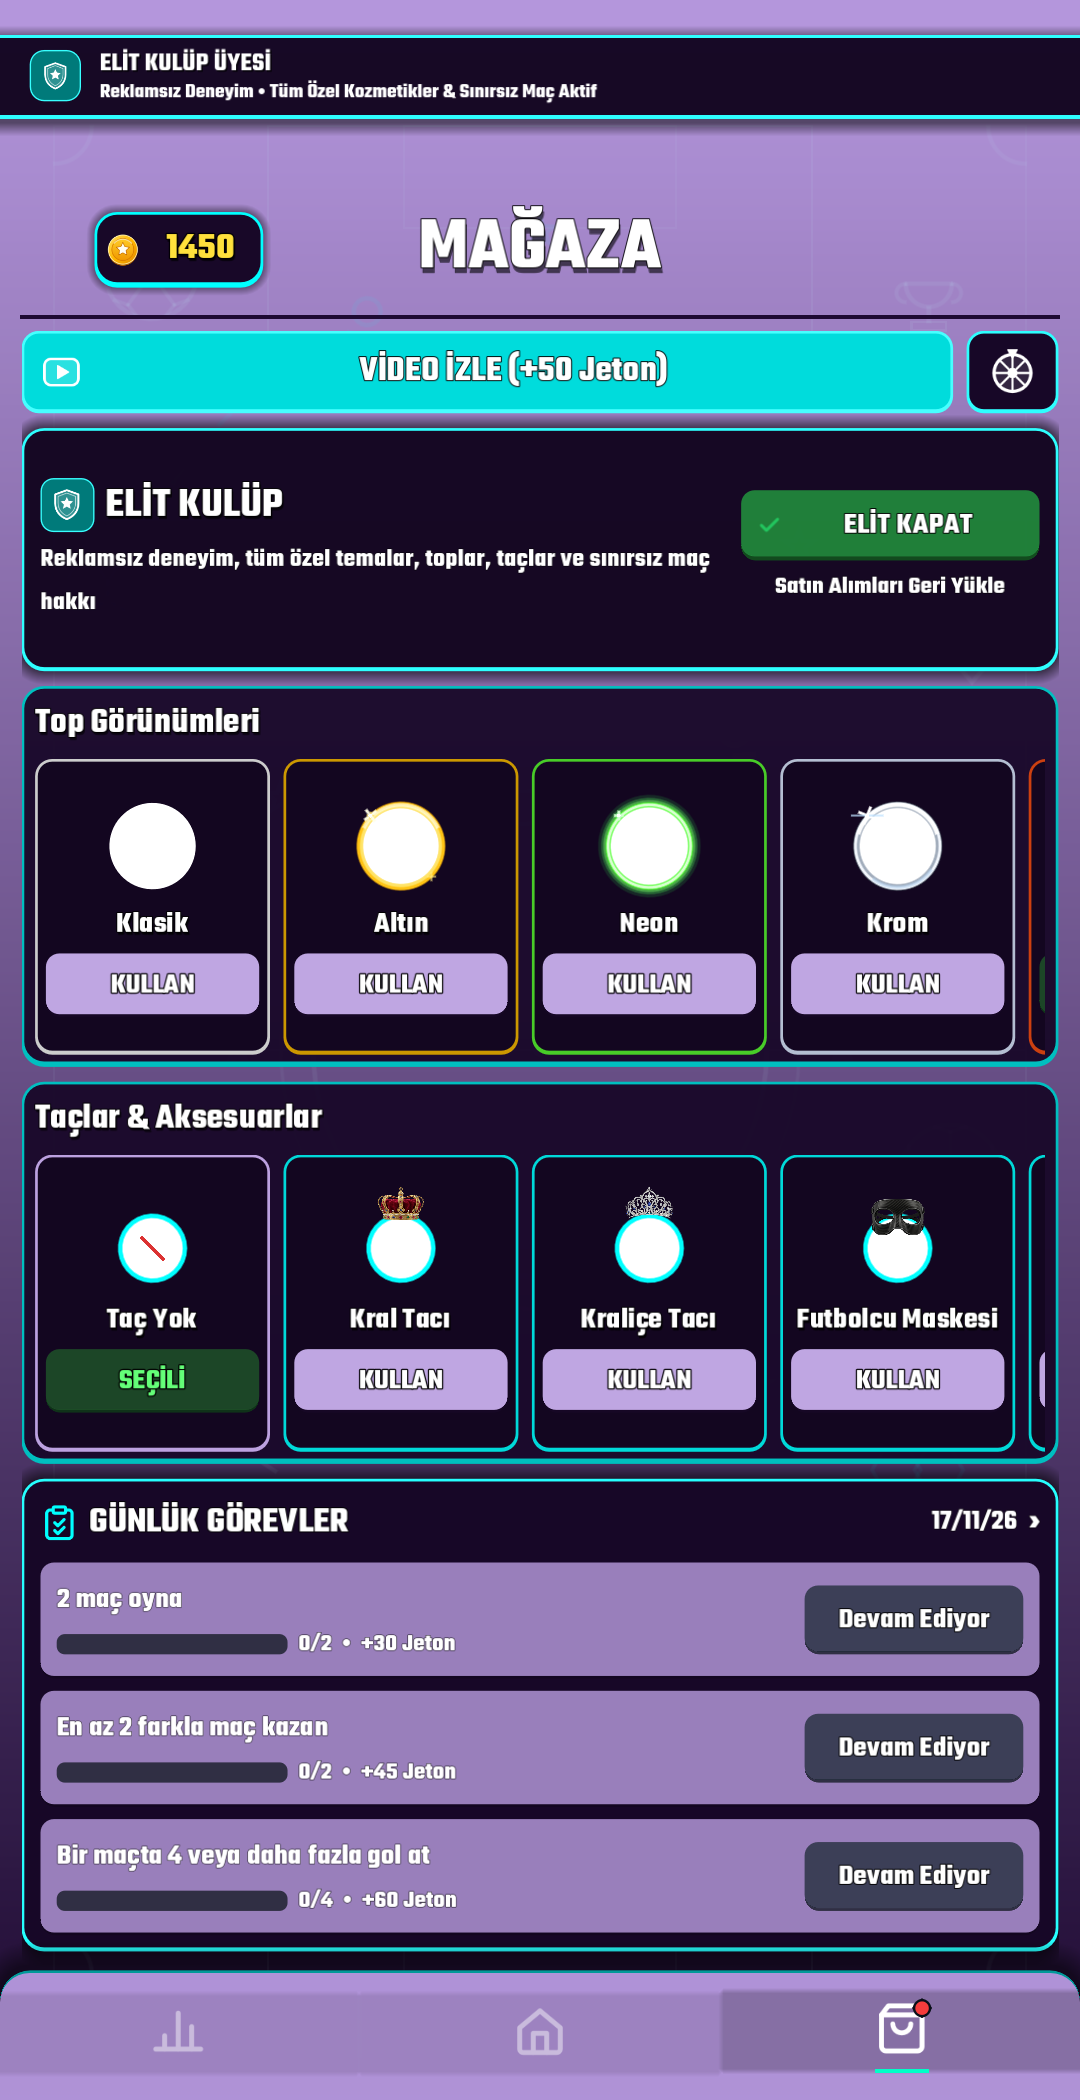 ELİT KULÜP ÜYESİ
Reklamsız Deneyim • Tüm Özel Kozmetikler & Sınırsız Maç Aktif
1450
MAĞAZA
VİDEO İZLE (+50 Jeton)
ELİT KULÜP
Reklamsız deneyim, tüm özel temalar, toplar, taçlar ve sınırsız maç
hakkı
ELİT KAPAT
Satın Alımları Geri Yükle
Top Görünümleri
Klasik
KULLAN
Altın
KULLAN
Neon
KULLAN
Krom
KULLAN
Taçlar & Aksesuarlar
Taç Yok
SEÇİLİ
Kral Tacı
KULLAN
Kraliçe Tacı
KULLAN
Futbolcu Maskesi
KULLAN
GÜNLÜK GÖREVLER
17/11/26 ›
2 maç oyna
0/2 • +30 Jeton
Devam Ediyor
En az 2 farkla maç kazan
0/2 • +45 Jeton
Devam Ediyor
Bir maçta 4 veya daha fazla gol at
0/4 • +60 Jeton
Devam Ediyor